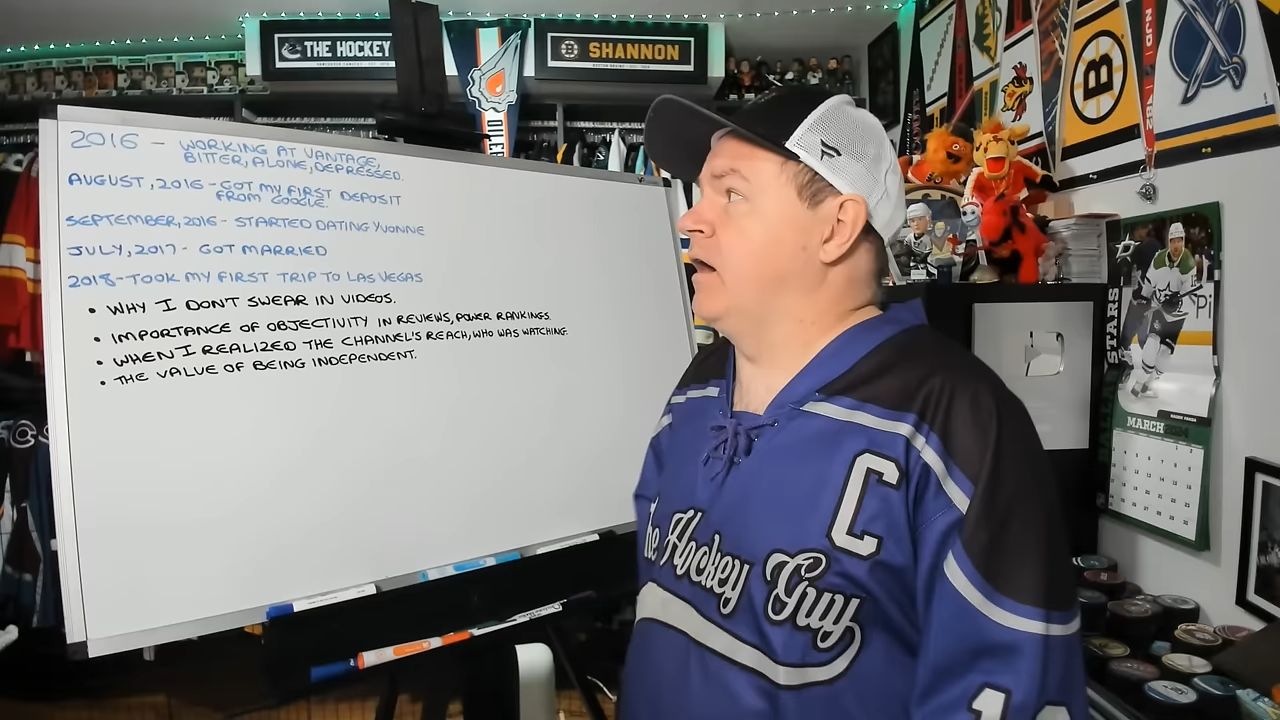 THE HOCKEY
SHANNON
OILERS
2016 - WORKING AT VANTAGE,
BITTER, ALONE, DEPRESSED.
AUGUST, 2016 - GOT MY FIRST DEPOSIT
FROM GOOGLE.
SEPTEMBER, 2016 - STARTED DATING YVONNE
JULY, 2017 - GOT MARRIED
2018 - TOOK MY FIRST TRIP TO LAS VEGAS
• WHY I DON'T SWEAR IN VIDEOS.
• IMPORTANCE OF OBJECTIVITY IN REVIEWS, POWER RANKINGS.
• WHEN I REALIZED THE CHANNEL'S REACH, WHO WAS WATCHING.
• THE VALUE OF BEING INDEPENDENT.
B
C
he Hockey Guy
STARS
MARCH 2024